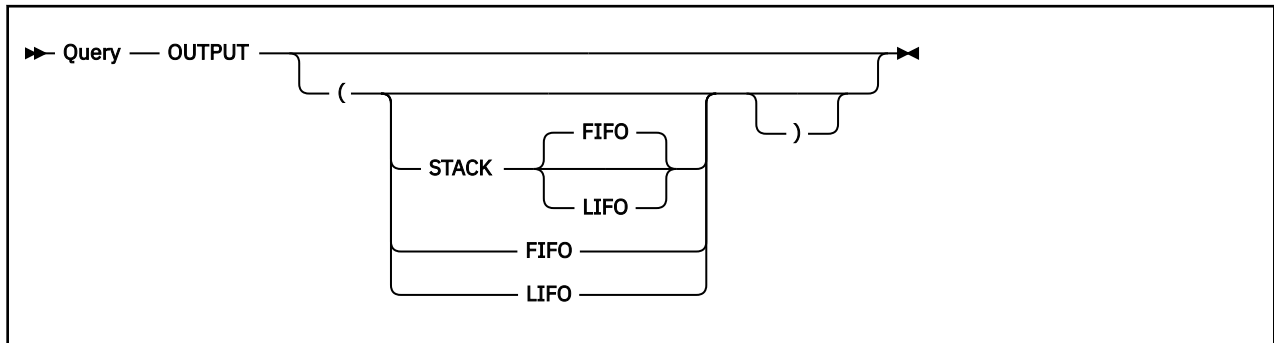 Query OUTPUT
(
)
FIFO
STACK
LIFO
FIFO
LIFO